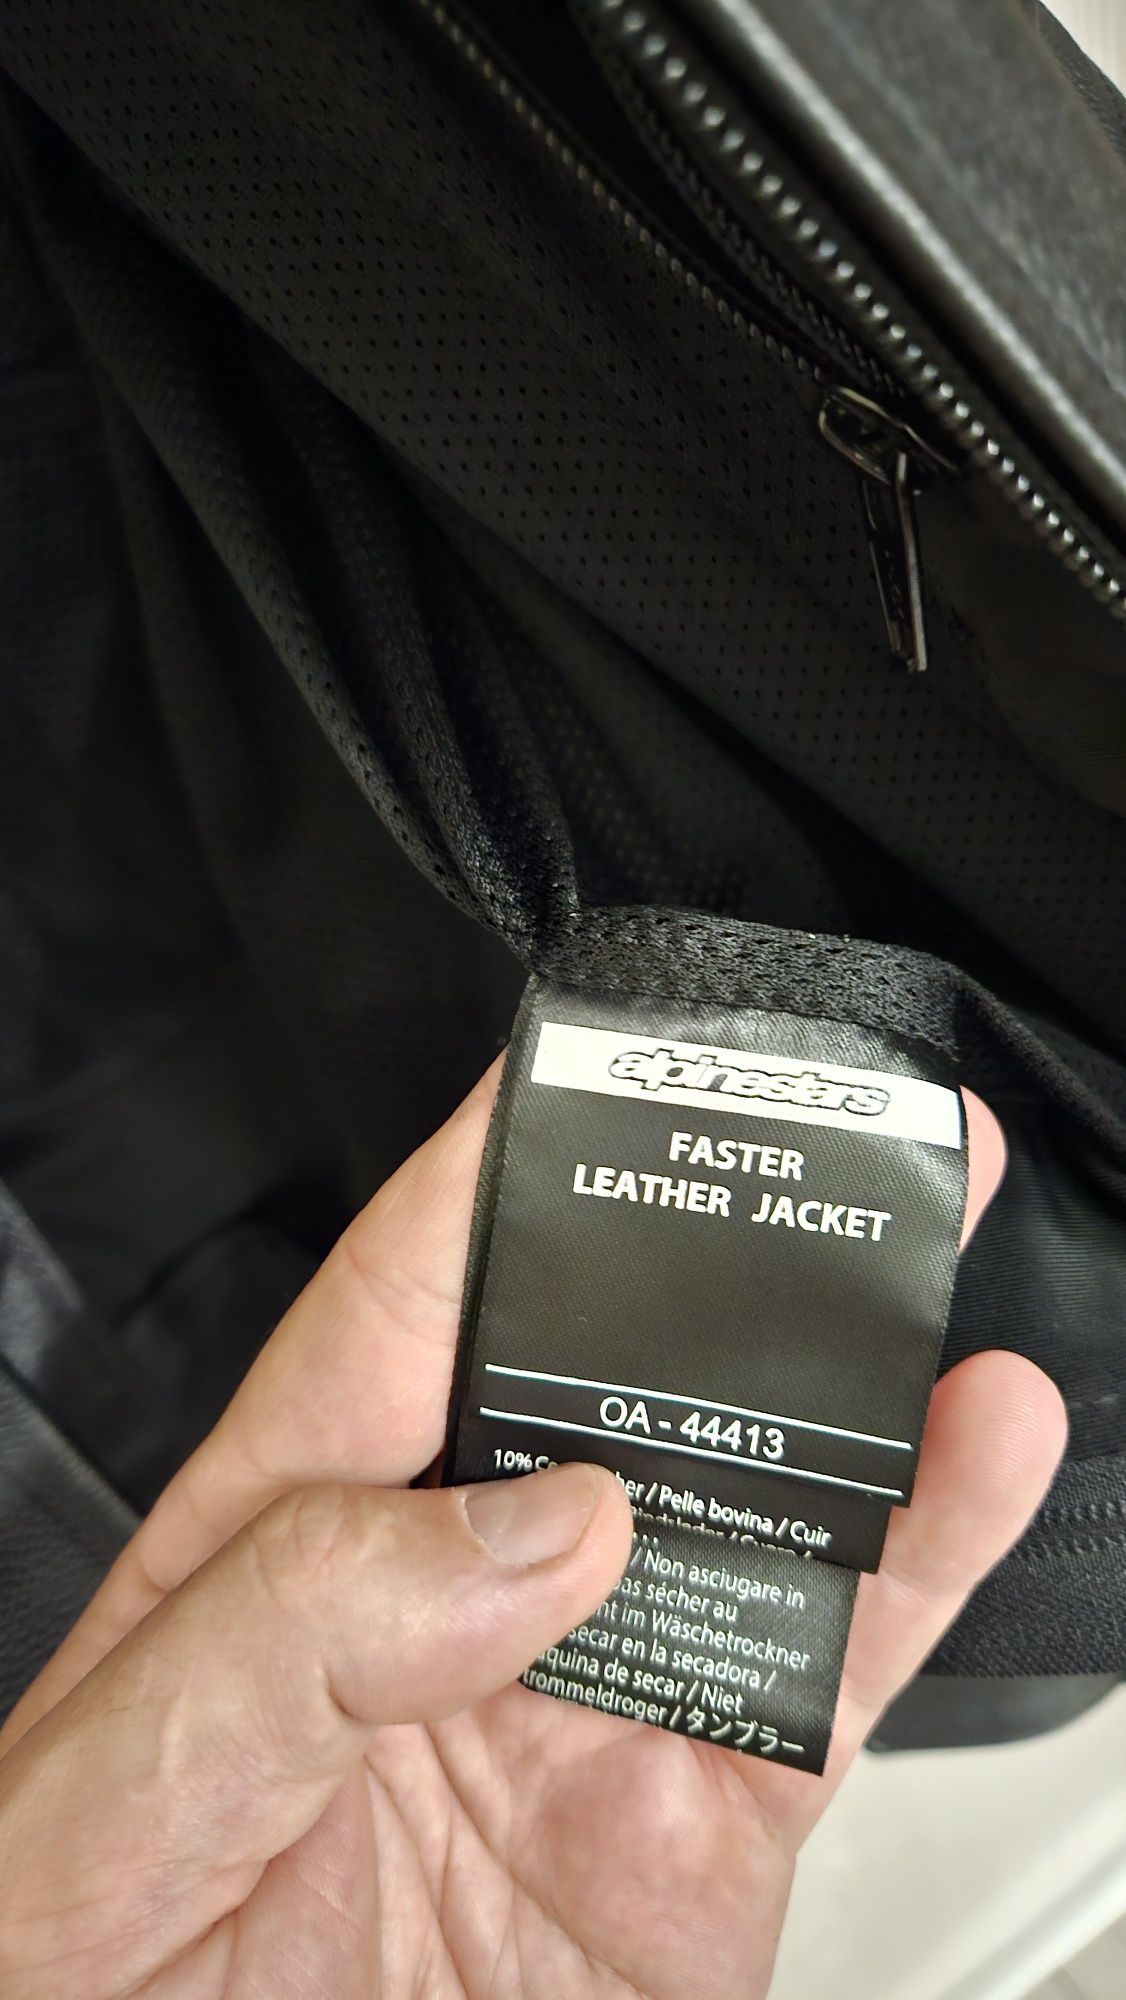 alpinestars
FASTER
LEATHER JACKET
OA - 44413
10% / Pelle bovina / Cuir
/ Non asciugare in
sécher au
im Wäschetrockner
secar en la secadora /
de secar / Niet
trommeldroger / タンブラー